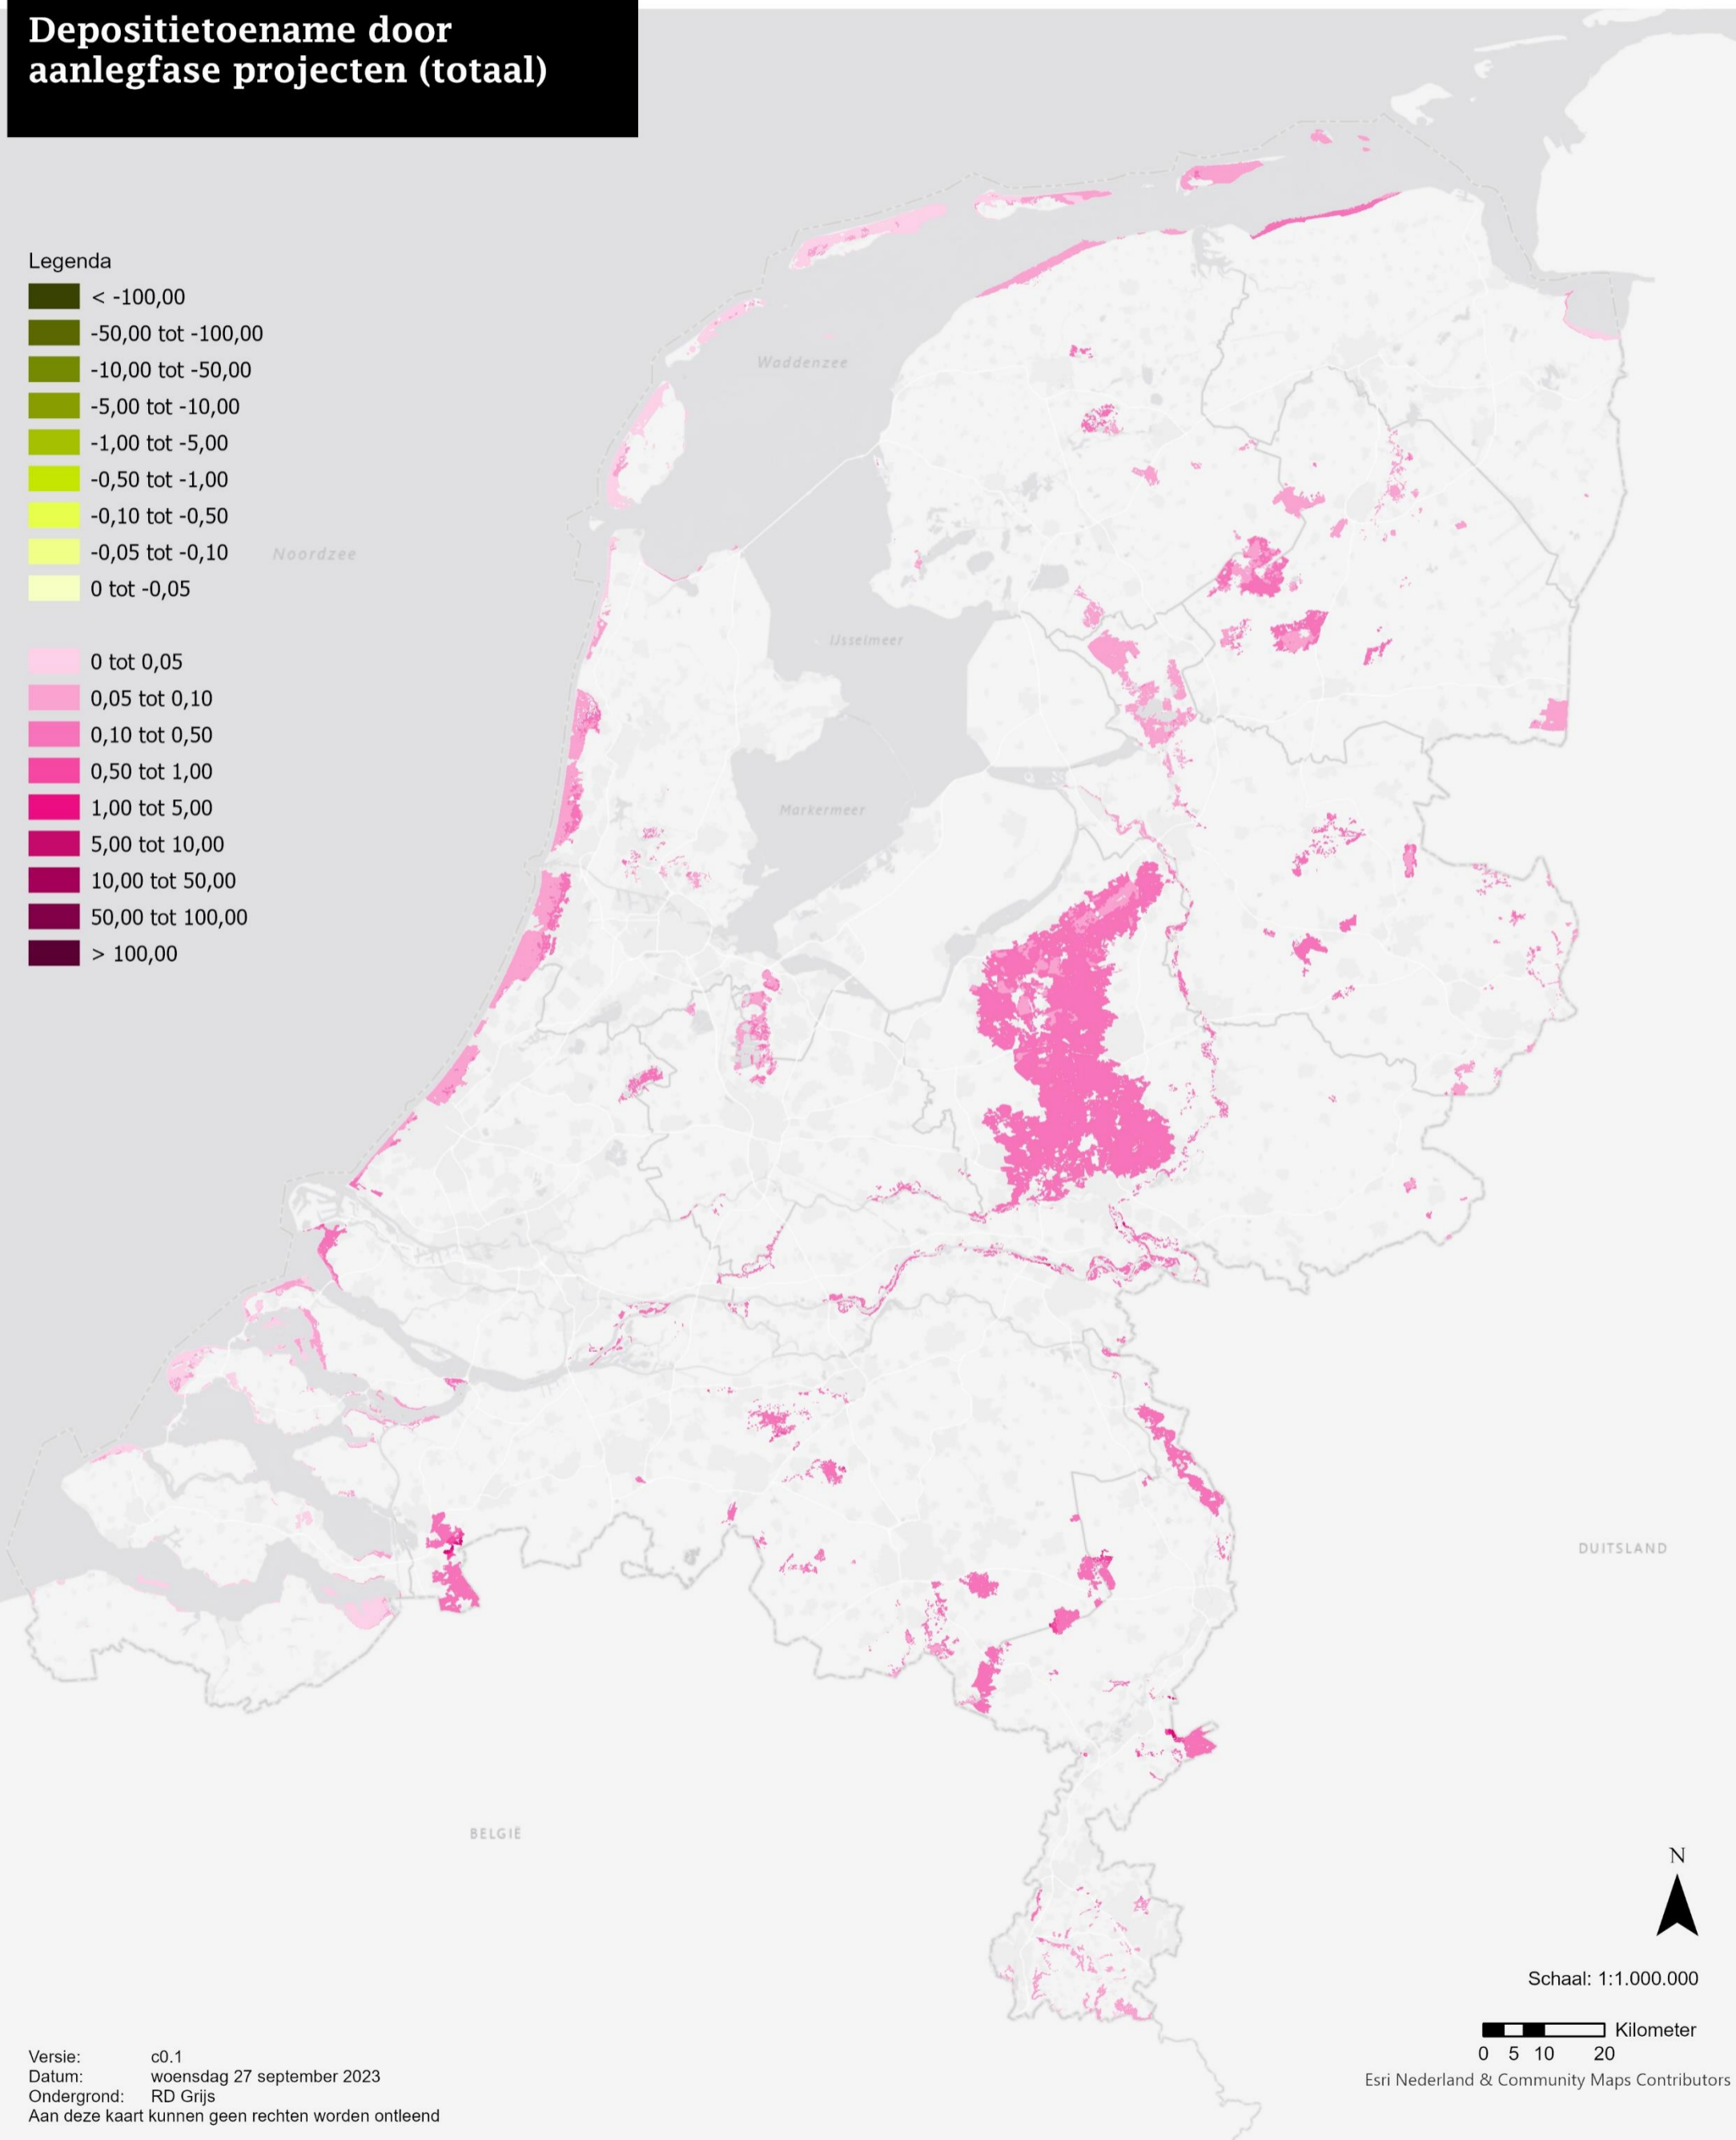 Depositietoename door
aanlegfase projecten (totaal)
Legenda
< -100,00
-50,00 tot -100,00
-10,00 tot -50,00
-5,00 tot -10,00
-1,00 tot -5,00
-0,50 tot -1,00
-0,10 tot -0,50
-0,05 tot -0,10
0 tot -0,05
0 tot 0,05
0,05 tot 0,10
0,10 tot 0,50
0,50 tot 1,00
1,00 tot 5,00
5,00 tot 10,00
10,00 tot 50,00
50,00 tot 100,00
> 100,00
Waddenzee
Noordzee
IJsselmeer
Markermeer
DUITSLAND
BELGIË
N
Schaal: 1:1.000.000
Kilometer
0 5 10 20
Esri Nederland & Community Maps Contributors
Versie: c0.1
Datum: woensdag 27 september 2023
Ondergrond: RD Grijs
Aan deze kaart kunnen geen rechten worden ontleend